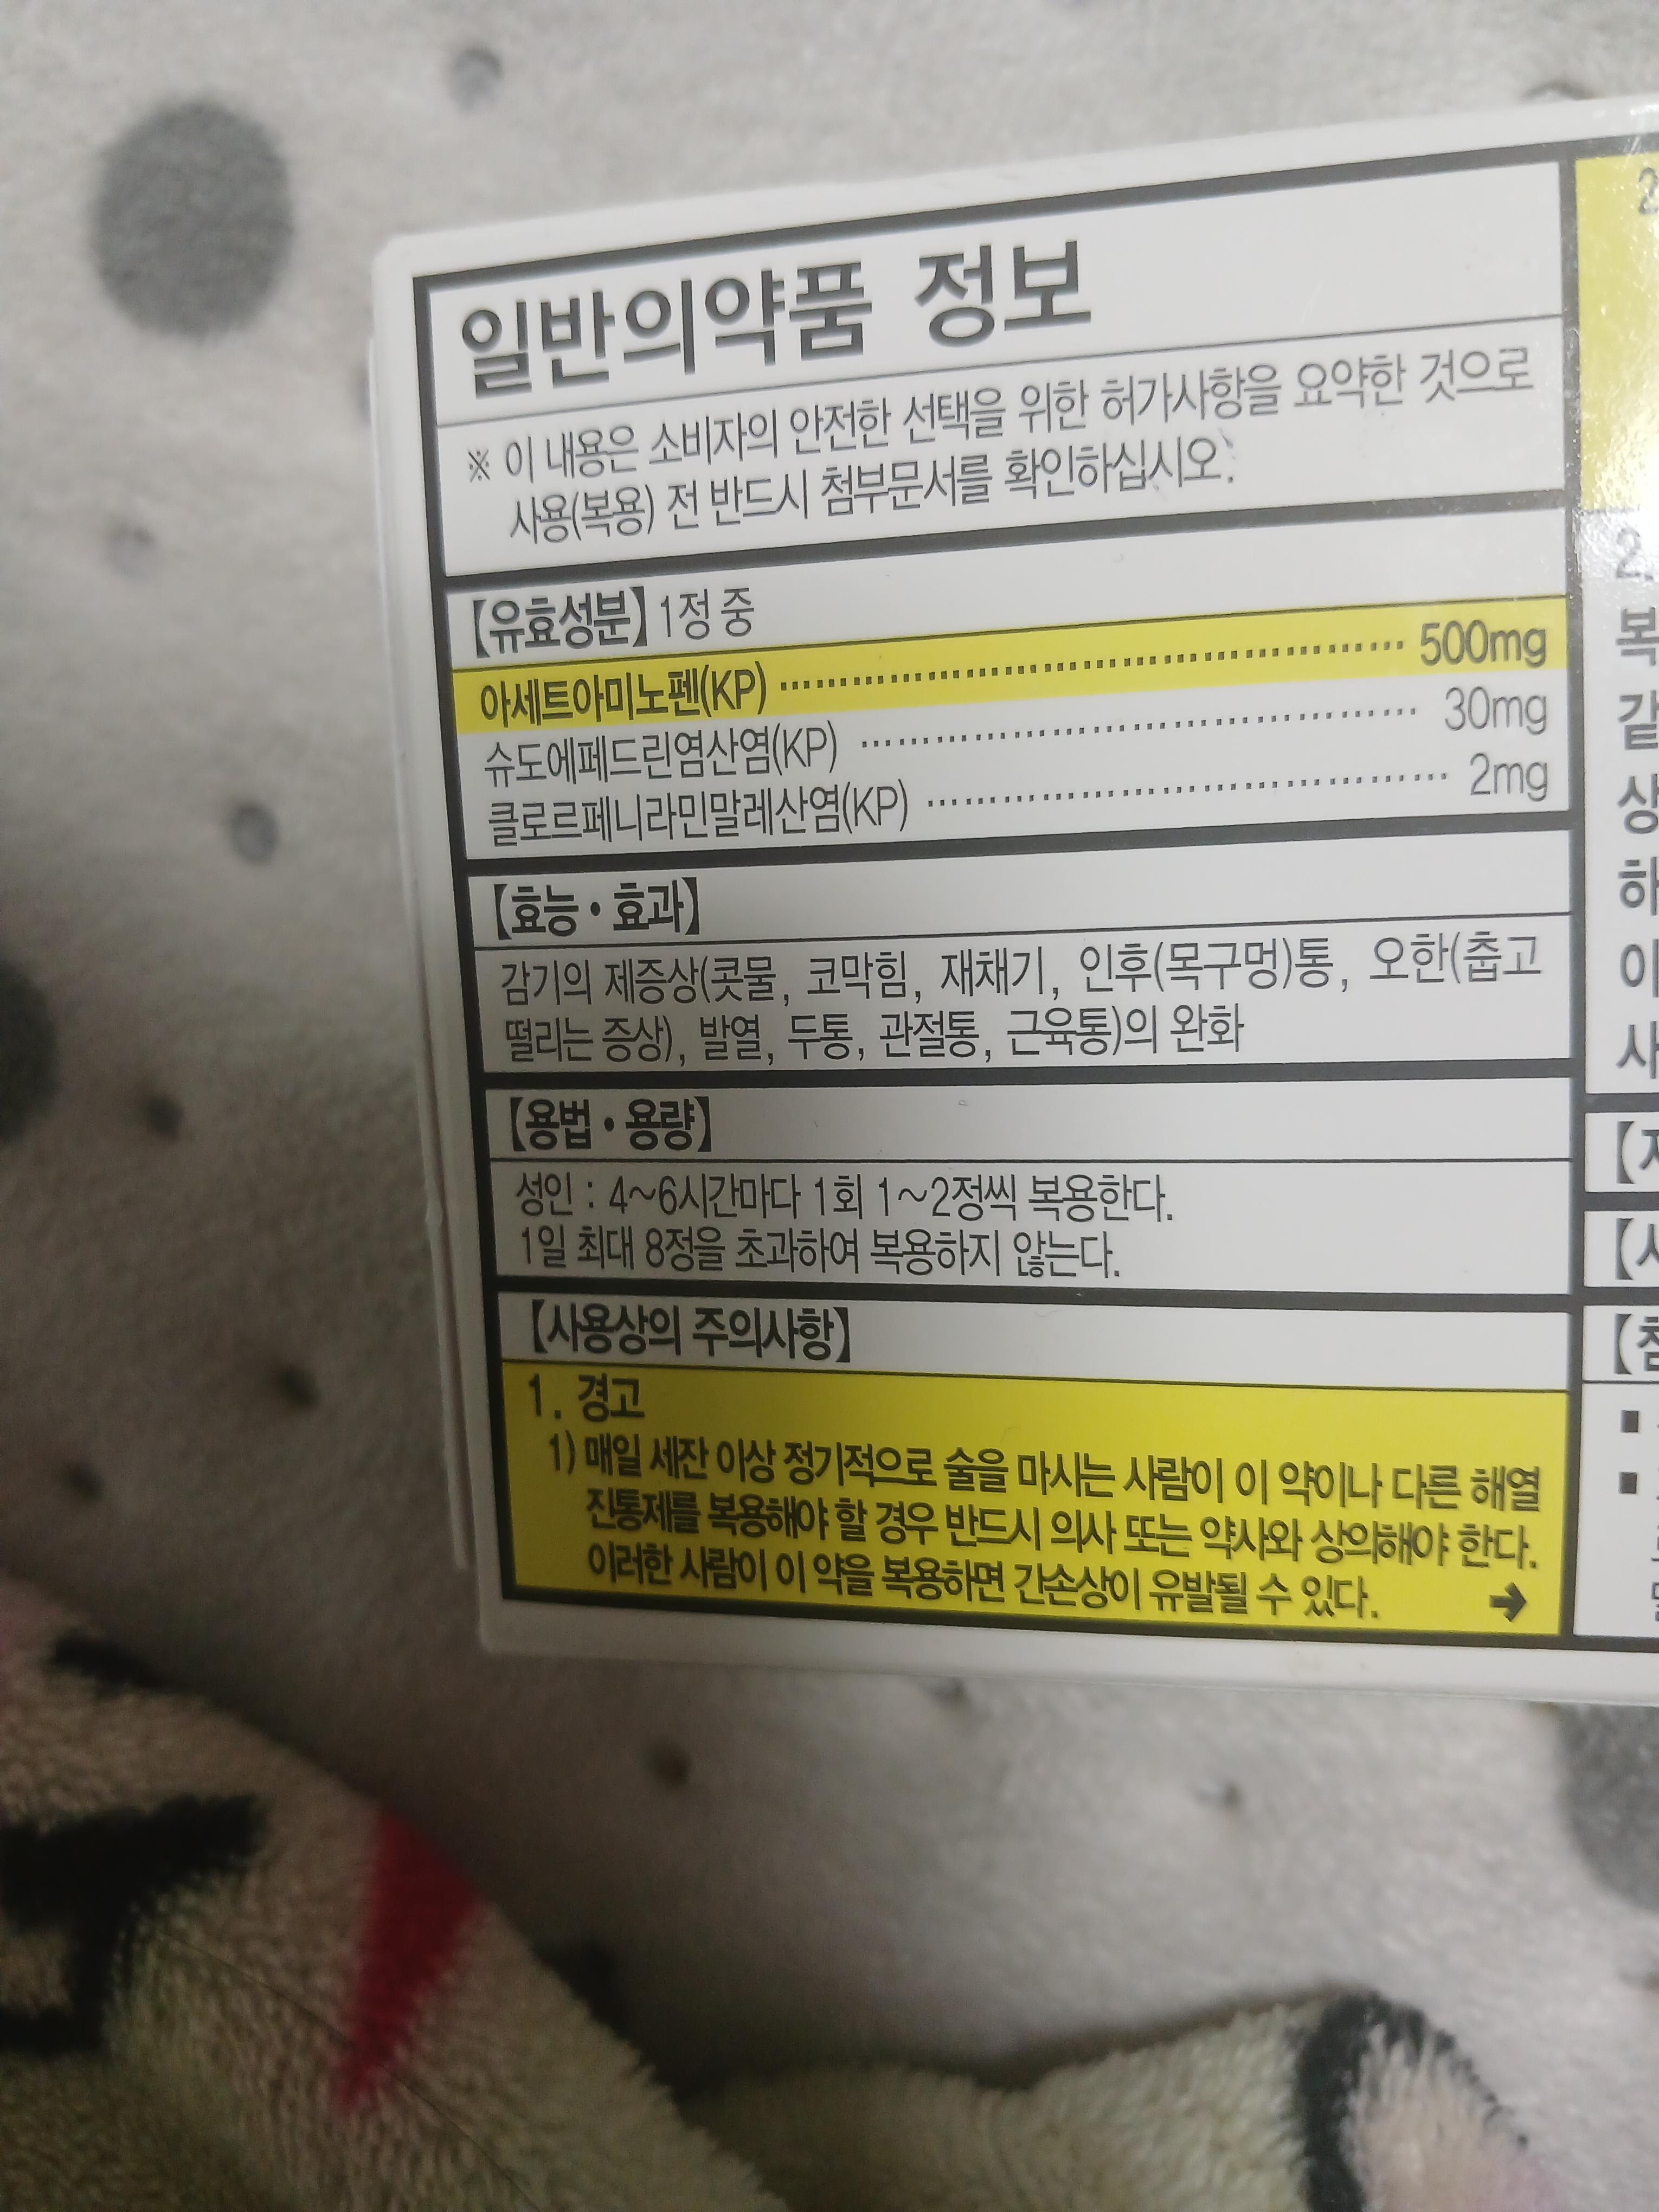 일반의약품 정보
※ 이 내용은 소비자의 안전한 선택을 위한 허가사항을 요약한 것으로
사용(복용) 전 반드시 첨부문서를 확인하십시오.
【유효성분】 1정 중
아세트아미노펜(KP) ……………………………… 500mg
슈도에페드린염산염(KP) ……………………………… 30mg
클로르페니라민말레산염(KP) ……………………………… 2mg
【효능·효과】
감기의 제증상(콧물, 코막힘, 재채기, 인후(목구멍)통, 오한(춥고
떨리는 증상), 발열, 두통, 관절통, 근육통)의 완화
【용법·용량】
성인 : 4~6시간마다 1회 1~2정씩 복용한다.
1일 최대 8정을 초과하여 복용하지 않는다.
【사용상의 주의사항】
1. 경고
1) 매일 세잔 이상 정기적으로 술을 마시는 사람이 이 약이나 다른 해열
진통제를 복용해야 할 경우 반드시 의사 또는 약사와 상의해야 한다.
이러한 사람이 이 약을 복용하면 간손상이 유발될 수 있다. →
2.
복
같
상
하
이
사